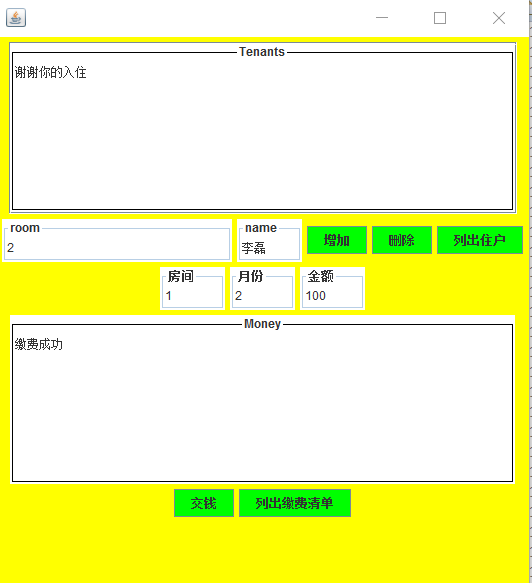 Tenants
谢谢你的入住
room
name
2
李磊
增加
删除
列出住户
房间
月份
金额
1
2
100
Money
缴费成功
交钱
列出缴费清单